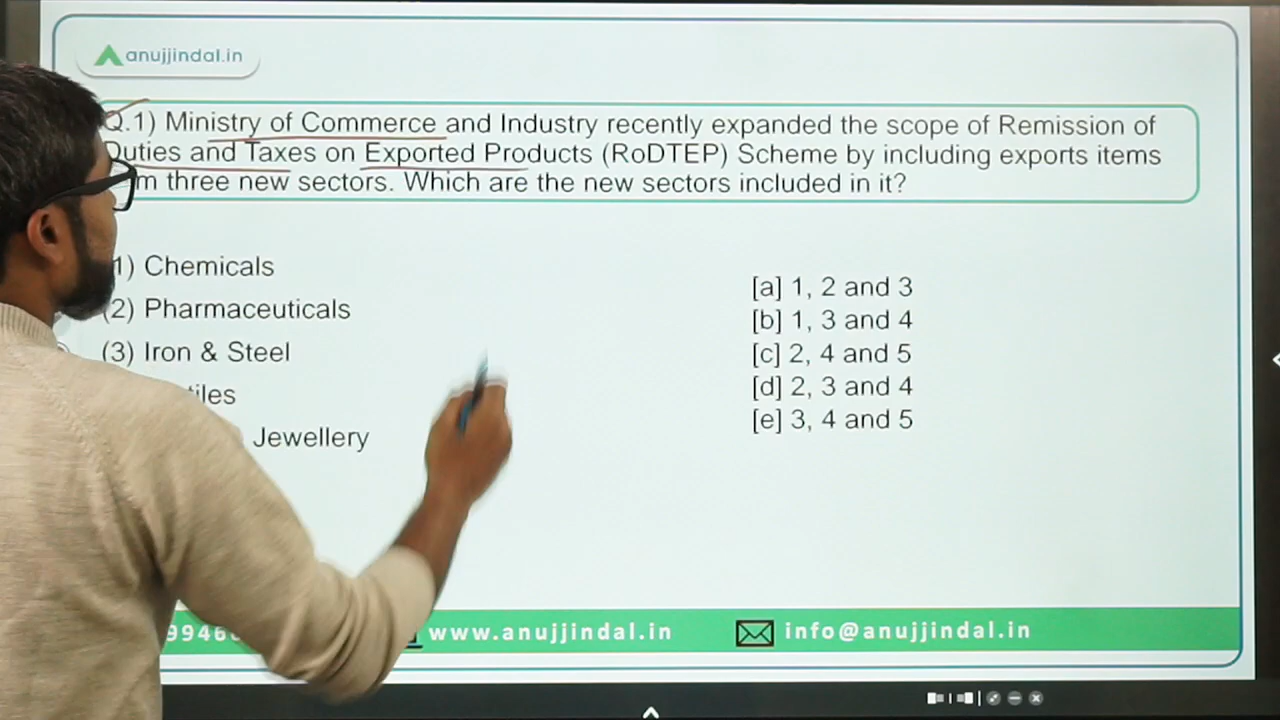 anujjindal.in
Q.1) Ministry of Commerce and Industry recently expanded the scope of Remission of
Duties and Taxes on Exported Products (RoDTEP) Scheme by including exports items
three new sectors. Which are the new sectors included in it?
1) Chemicals
(2) Pharmaceuticals
(3) Iron & Steel
Jewellery
[a] 1, 2 and 3
[b] 1, 3 and 4
[c] 2, 4 and 5
[d] 2, 3 and 4
[e] 3, 4 and 5
www.anujjindal.in
info@anujjindal.in